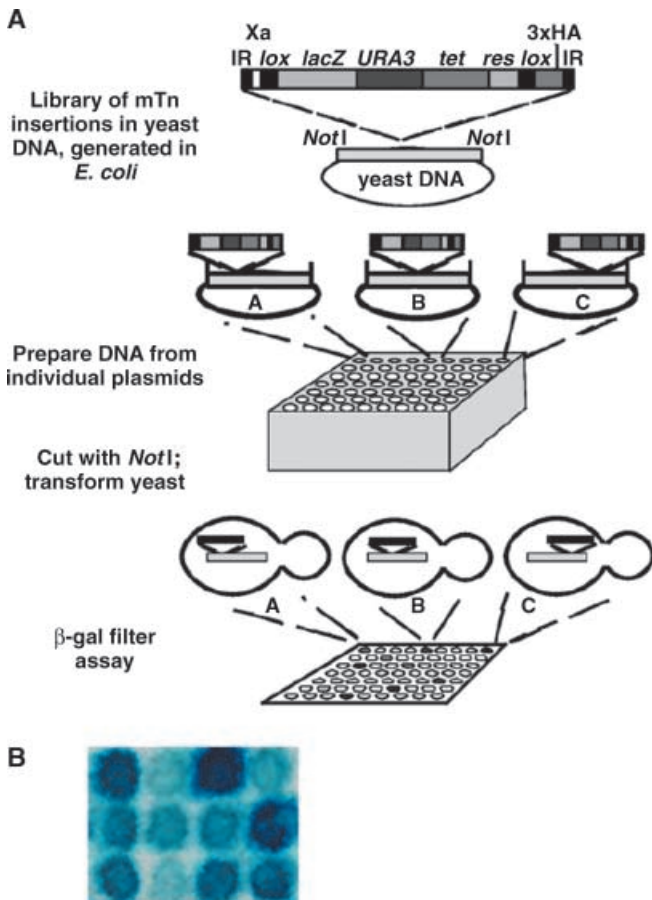 A
Xa
3xHA
IR lox lacZ URA3 tet res lox IR
Library of mTn
insertions in yeast
DNA, generated in
E. coli
NotI NotI
yeast DNA
A B C
Prepare DNA from
individual plasmids
Cut with NotI;
transform yeast
A B C
β-gal filter
assay
B